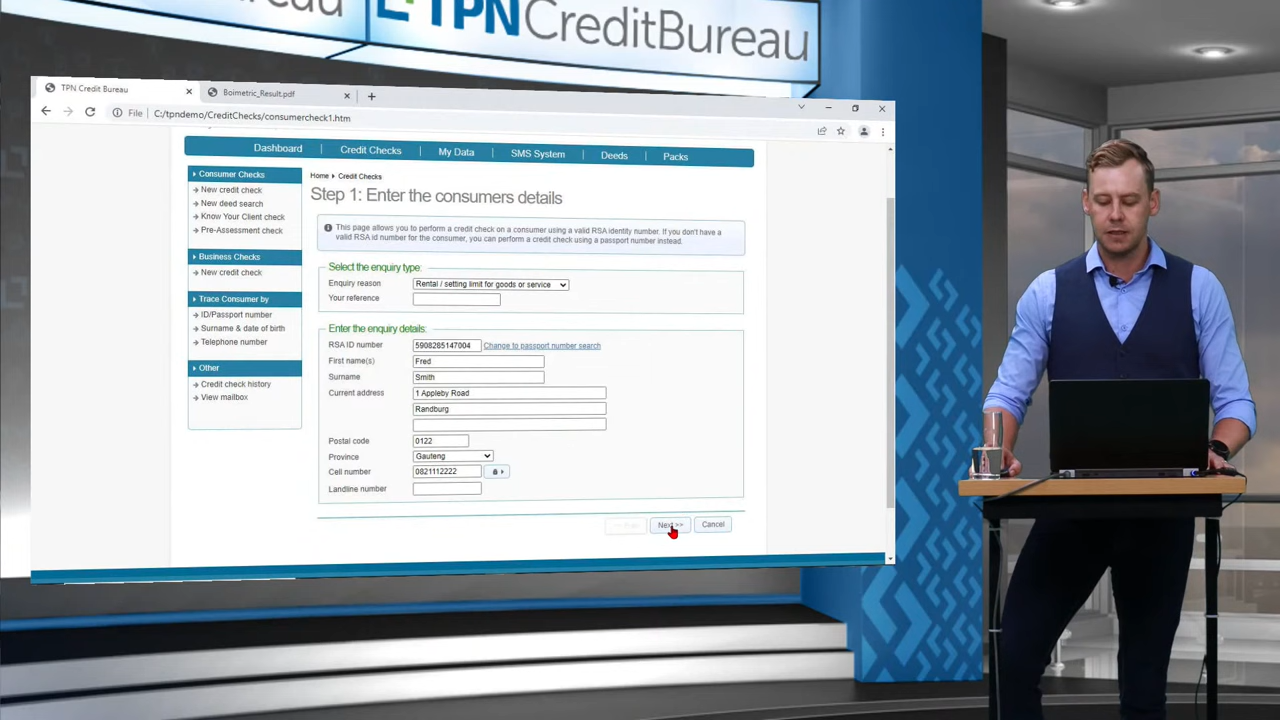 TPN CreditBureau
TPN Credit Bureau
Boimetric_Result.pdf
File C:/tpndemo/CreditChecks/consumercheck1.htm
Dashboard Credit Checks My Data SMS System Deeds Packs
Consumer Checks
New credit check
New deed search
Know Your Client check
Pre-Assessment check
Business Checks
New credit check
Trace Consumer by
ID/Passport number
Surname & date of birth
Telephone number
Other
Credit check history
View mailbox
Home Credit Checks
Step 1: Enter the consumers details
This page allows you to perform a credit check on a consumer using a valid RSA identity number. If you don't have a
valid RSA id number for the consumer, you can perform a credit check using a passport number instead.
Select the enquiry type:
Enquiry reason Rental / setting limit for goods or service
Your reference
Enter the enquiry details:
RSA ID number 5908285147004 Change to passport number search
First name(s) Fred
Surname Smith
Current address 1 Appleby Road
Randburg
Postal code 0122
Province Gauteng
Cell number 0821112222
Landline number
Next >> Cancel